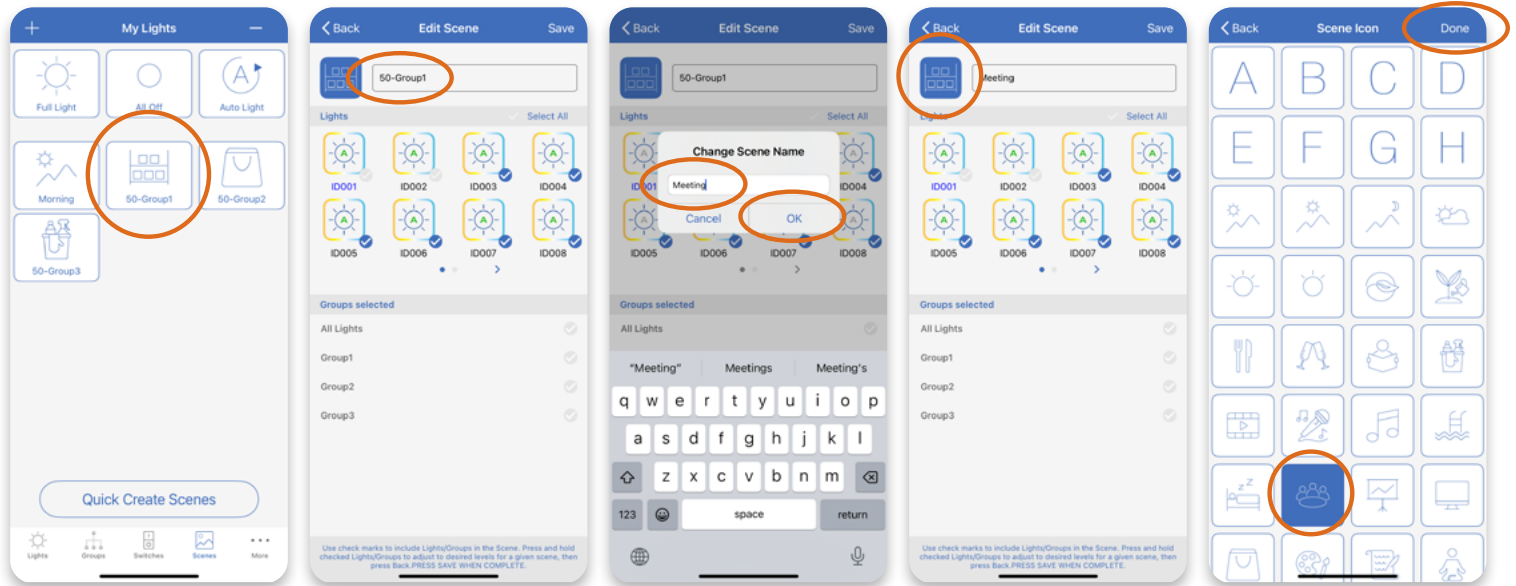 My Lights
Full Light
All Off
Auto Light
A
Morning
50-Group1
50-Group2
50-Group3
Quick Create Scenes
Lights
Groups
Switches
Scenes
More
Back
Edit Scene
Save
50-Group1
Lights
Select All
A
A
A
A
ID001
ID002
ID003
ID004
A
A
A
A
ID005
ID006
ID007
ID008
Groups selected
All Lights
Group1
Group2
Group3
Use check marks to include Lights/Groups in the Scene. Press and hold
checked Lights/Groups to adjust to desired levels for a given scene, then
press Back.PRESS SAVE WHEN COMPLETE.
Back
Edit Scene
Save
50-Group1
Lights
Select All
Change Scene Name
Meeting
Cancel
OK
ID001
ID004
ID005
ID006
ID007
ID008
Groups selected
All Lights
"Meeting"
Meetings
Meeting's
q w e r t y u i o p
a s d f g h j k l
z x c v b n m
123
space
return
Back
Edit Scene
Save
Meeting
Lights
Select All
A
A
A
A
ID001
ID002
ID003
ID004
A
A
A
A
ID005
ID006
ID007
ID008
Groups selected
All Lights
Group1
Group2
Group3
Use check marks to include Lights/Groups in the Scene. Press and hold
checked Lights/Groups to adjust to desired levels for a given scene, then
press Back.PRESS SAVE WHEN COMPLETE.
Back
Scene Icon
Done
A B C D
E F G H
z z